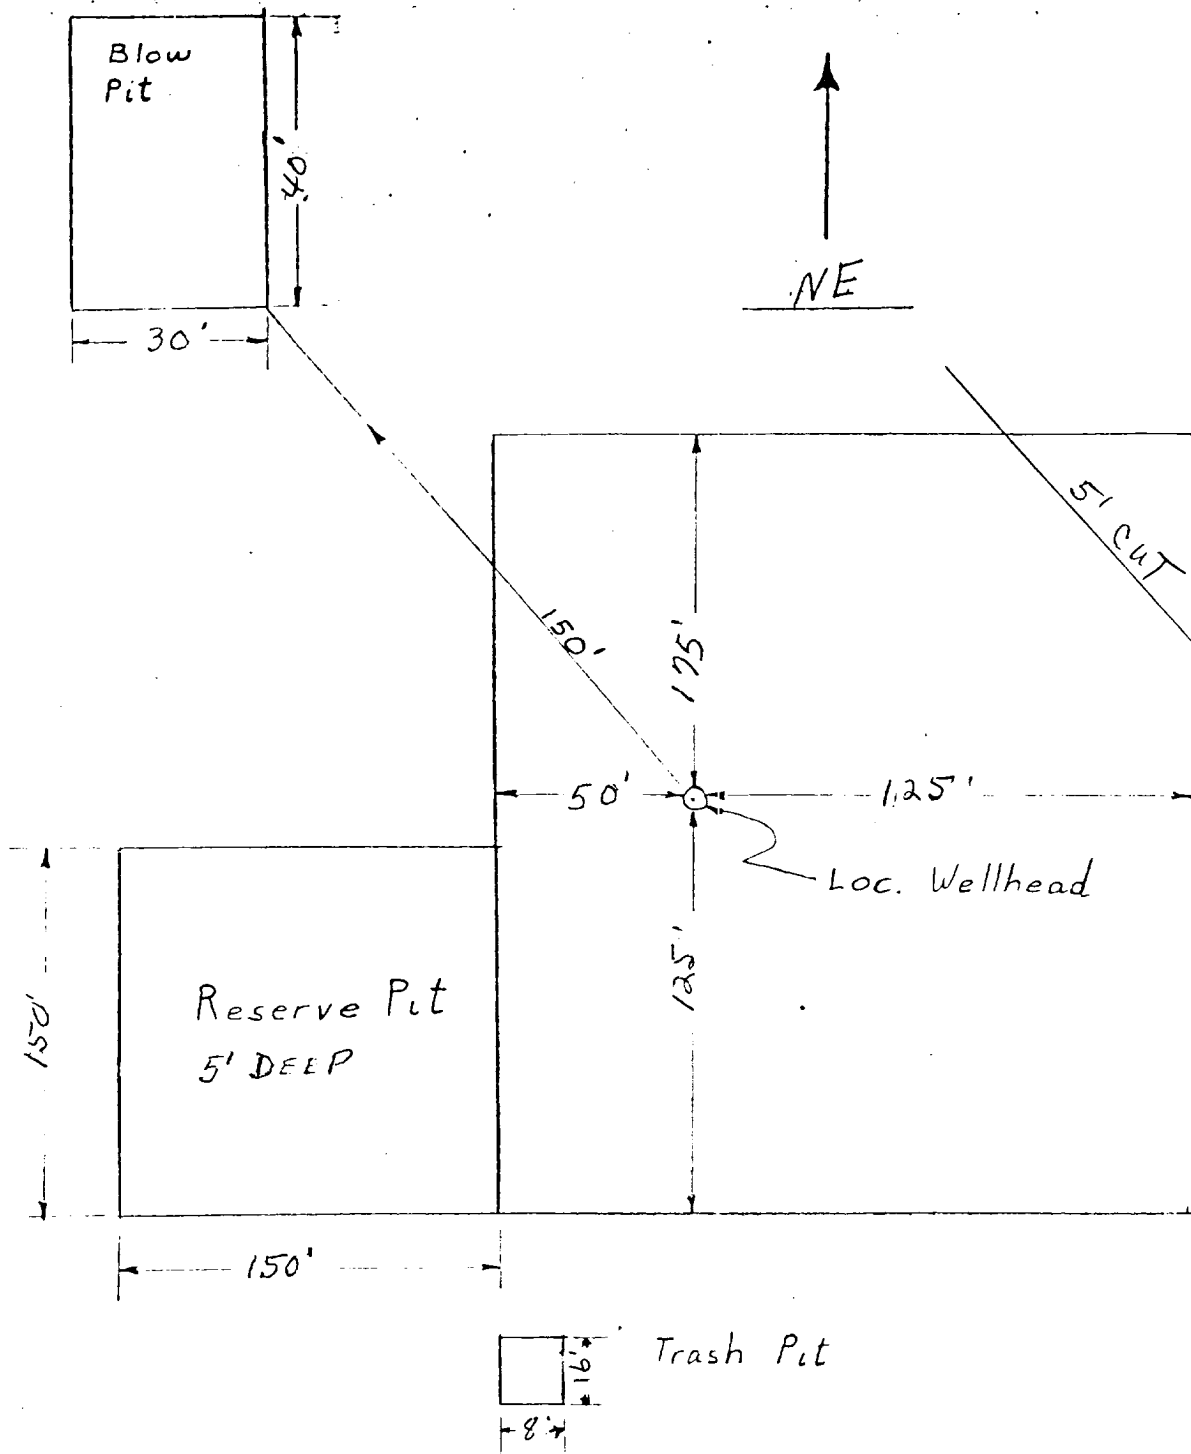 Blow
Pit
40'
30'
NE
5' CUT
150'
175'
50'
125'
Loc. Wellhead
125'
150'
Reserve Pit
5' DEEP
150'
Trash Pit
16'
8'